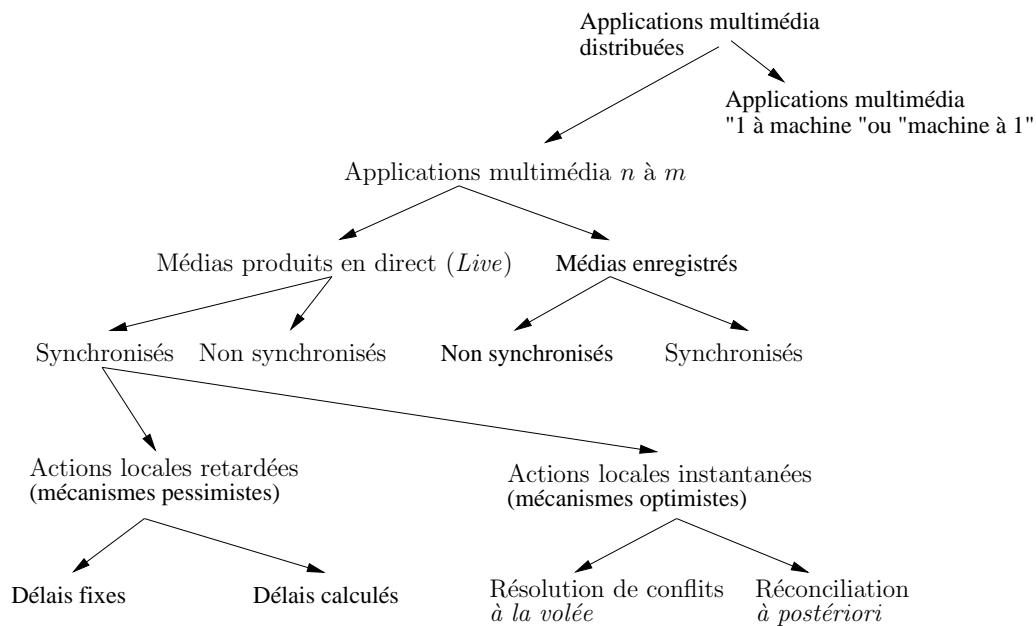 Applications multimédia
distribuées
Applications multimédia
"1 à machine "ou "machine à 1"
Applications multimédia n à m
Médias produits en direct (Live)
Médias enregistrés
Synchronisés
Non synchronisés
Non synchronisés
Synchronisés
Actions locales retardées
(mécanismes pessimistes)
Actions locales instantanées
(mécanismes optimistes)
Délais fixes
Délais calculés
Résolution de conflits
à la volée
Réconciliation
à postériori